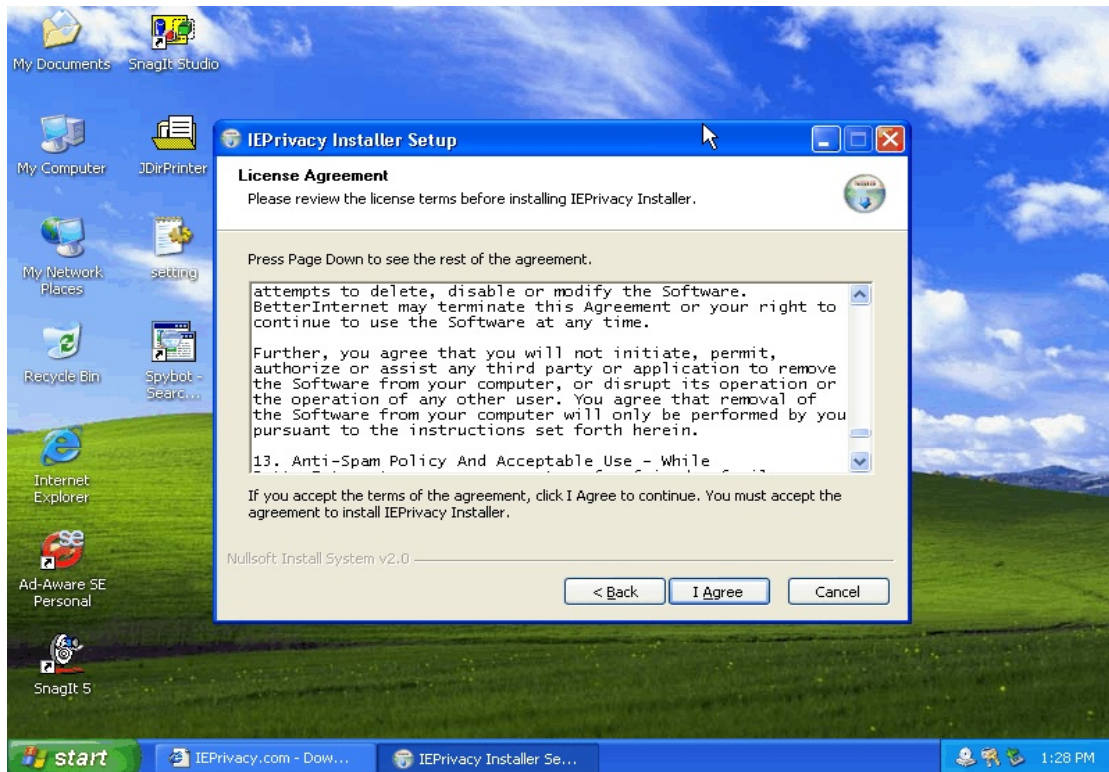 My Documents
SnagIt Studio
My Computer
JDirPrinter
My Network
Places
setting
Recycle Bin
Spybot -
Searc...
Internet
Explorer
Ad-Aware SE
Personal
SnagIt 5
IEPrivacy Installer Setup
License Agreement
Please review the license terms before installing IEPrivacy Installer.
Press Page Down to see the rest of the agreement.
attempts to delete, disable or modify the Software.
BetterInternet may terminate this Agreement or your right to
continue to use the Software at any time.
Further, you agree that you will not initiate, permit,
authorize or assist any third party or application to remove
the Software from your computer, or disrupt its operation or
the operation of any other user. You agree that removal of
the Software from your computer will only be performed by you
pursuant to the instructions set forth herein.
13. Anti-Spam Policy And Acceptable Use - While
If you accept the terms of the agreement, click I Agree to continue. You must accept the
agreement to install IEPrivacy Installer.
Nullsoft Install System v2.0
< Back
I Agree
Cancel
start
IEPrivacy.com - Dow...
IEPrivacy Installer Se...
1:28 PM